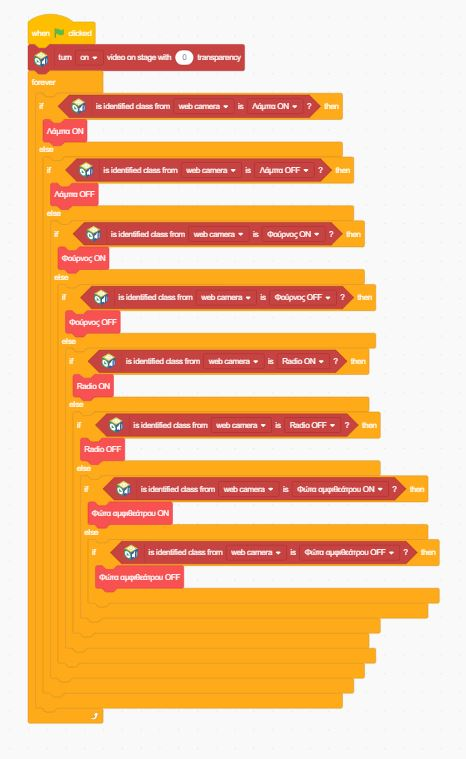 when clicked
turn on video on stage with 0 transparency
forever
if is identified class from web camera is Λάμπα ON ? then
Λάμπα ON
else
if is identified class from web camera is Λάμπα OFF ? then
Λάμπα OFF
else
if is identified class from web camera is Φούρνος ON ? then
Φούρνος ON
else
if is identified class from web camera is Φούρνος OFF ? then
Φούρνος OFF
else
if is identified class from web camera is Radio ON ? then
Radio ON
else
if is identified class from web camera is Radio OFF ? then
Radio OFF
else
if is identified class from web camera is Φώτα αμφιθεάτρου ON ? then
Φώτα αμφιθεάτρου ON
else
if is identified class from web camera is Φώτα αμφιθεάτρου OFF ? then
Φώτα αμφιθεάτρου OFF